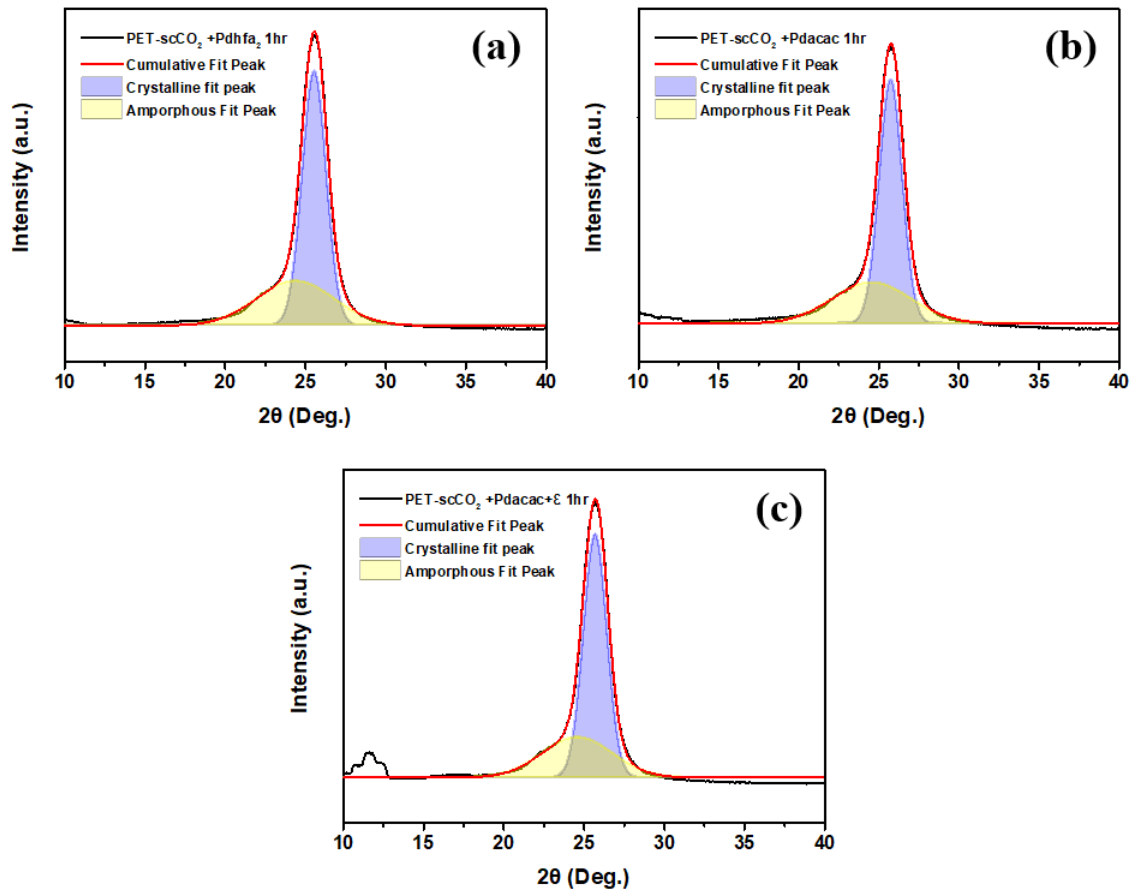 (a)
PET-scCO₂ +Pdhfa₂ 1hr
Cumulative Fit Peak
Crystalline fit peak
Amporphous Fit Peak
Intensity (a.u.)
10 15 20 25 30 35 40
2θ (Deg.)
(b)
PET-scCO₂ +Pdacac 1hr
Cumulative Fit Peak
Crystalline fit peak
Amporphous Fit Peak
Intensity (a.u.)
10 15 20 25 30 35 40
2θ (Deg.)
(c)
PET-scCO₂ +Pdacac+Ɛ 1hr
Cumulative Fit Peak
Crystalline fit peak
Amporphous Fit Peak
Intensity (a.u.)
10 15 20 25 30 35 40
2θ (Deg.)